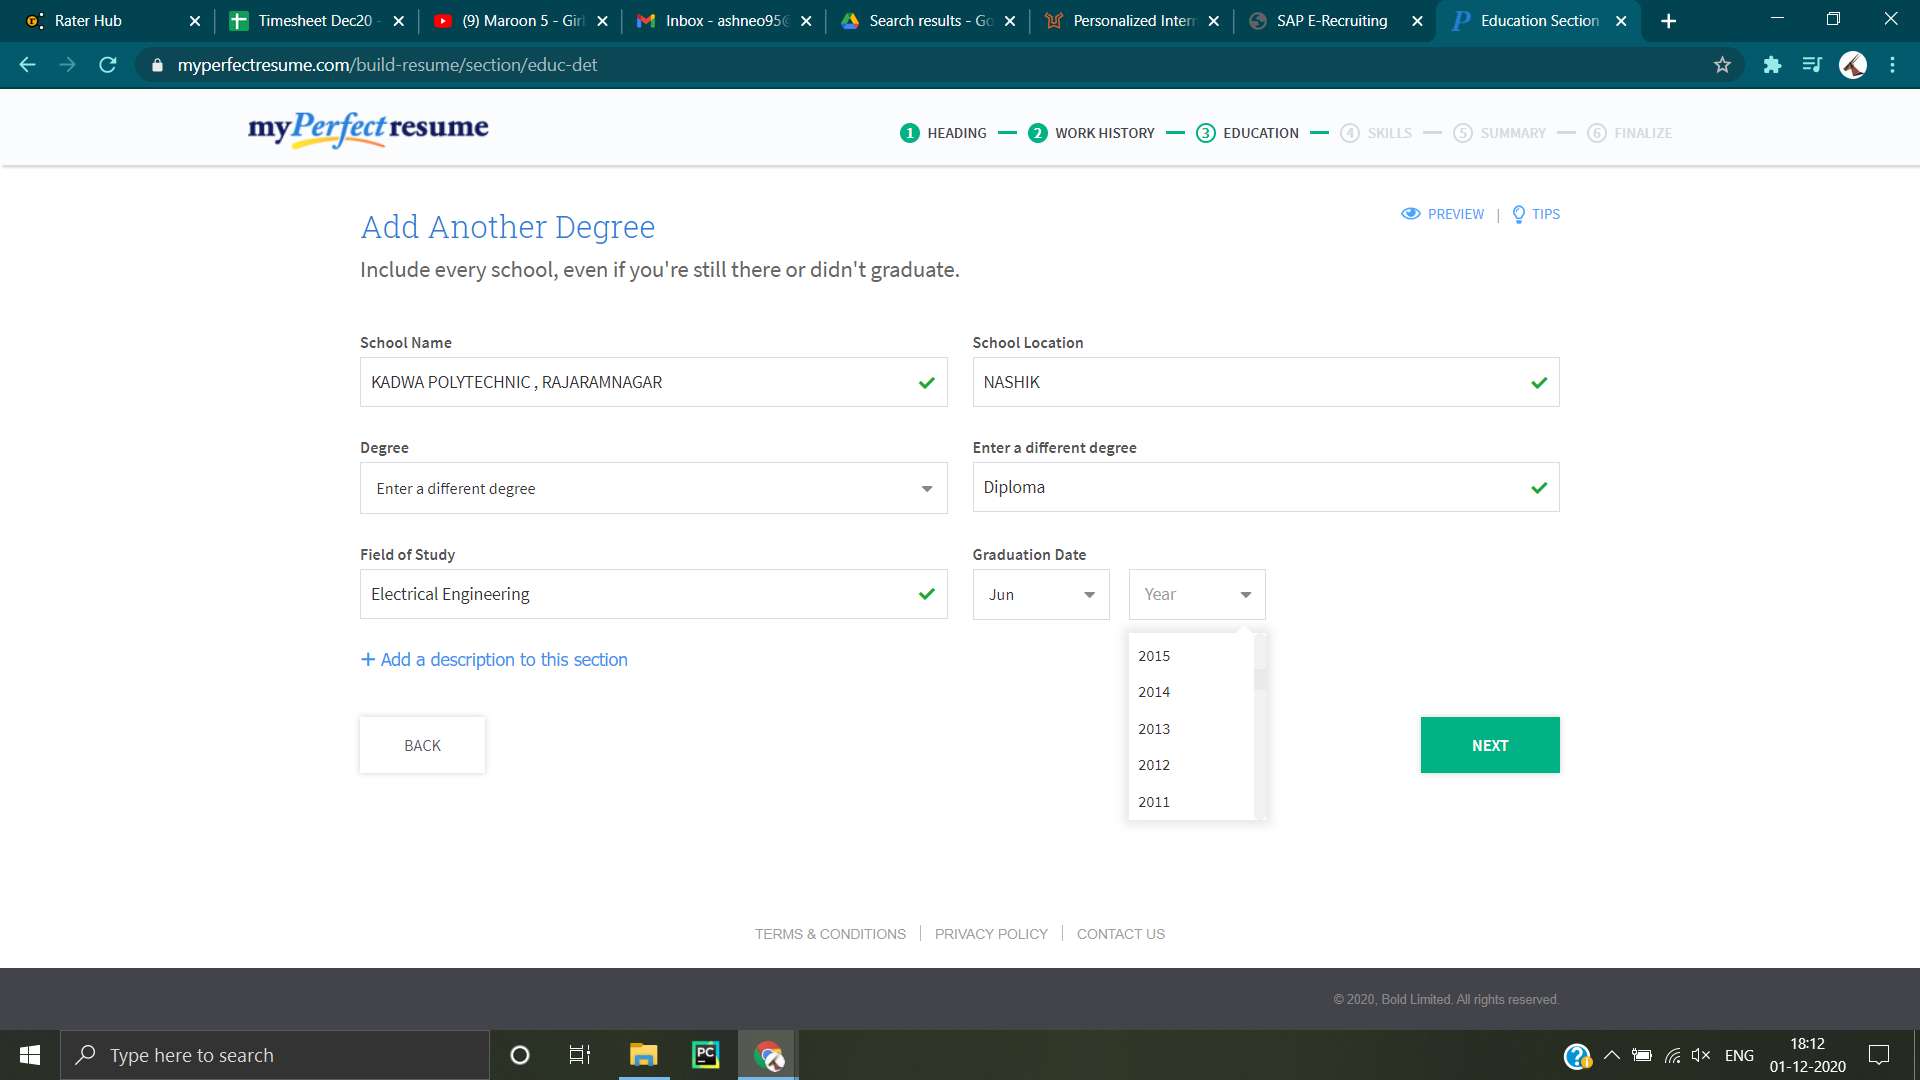 Rater Hub
Timesheet Dec20 -
(9) Maroon 5 - Girl
Inbox - ashneo95@
Search results - Go
Personalized Intern
SAP E-Recruiting
Education Section
myperfectresume.com/build-resume/section/educ-det
myPerfectresume
1 HEADING
2 WORK HISTORY
3 EDUCATION
4 SKILLS
5 SUMMARY
6 FINALIZE
Add Another Degree
PREVIEW | TIPS
Include every school, even if you're still there or didn't graduate.
School Name
School Location
KADWA POLYTECHNIC , RAJARAMNAGAR
NASHIK
Degree
Enter a different degree
Enter a different degree
Diploma
Field of Study
Graduation Date
Electrical Engineering
Jun
Year
+ Add a description to this section
2015
2014
2013
2012
2011
BACK
NEXT
TERMS & CONDITIONS
PRIVACY POLICY
CONTACT US
© 2020, Bold Limited. All rights reserved.
Type here to search
PC
ENG
18:12
01-12-2020